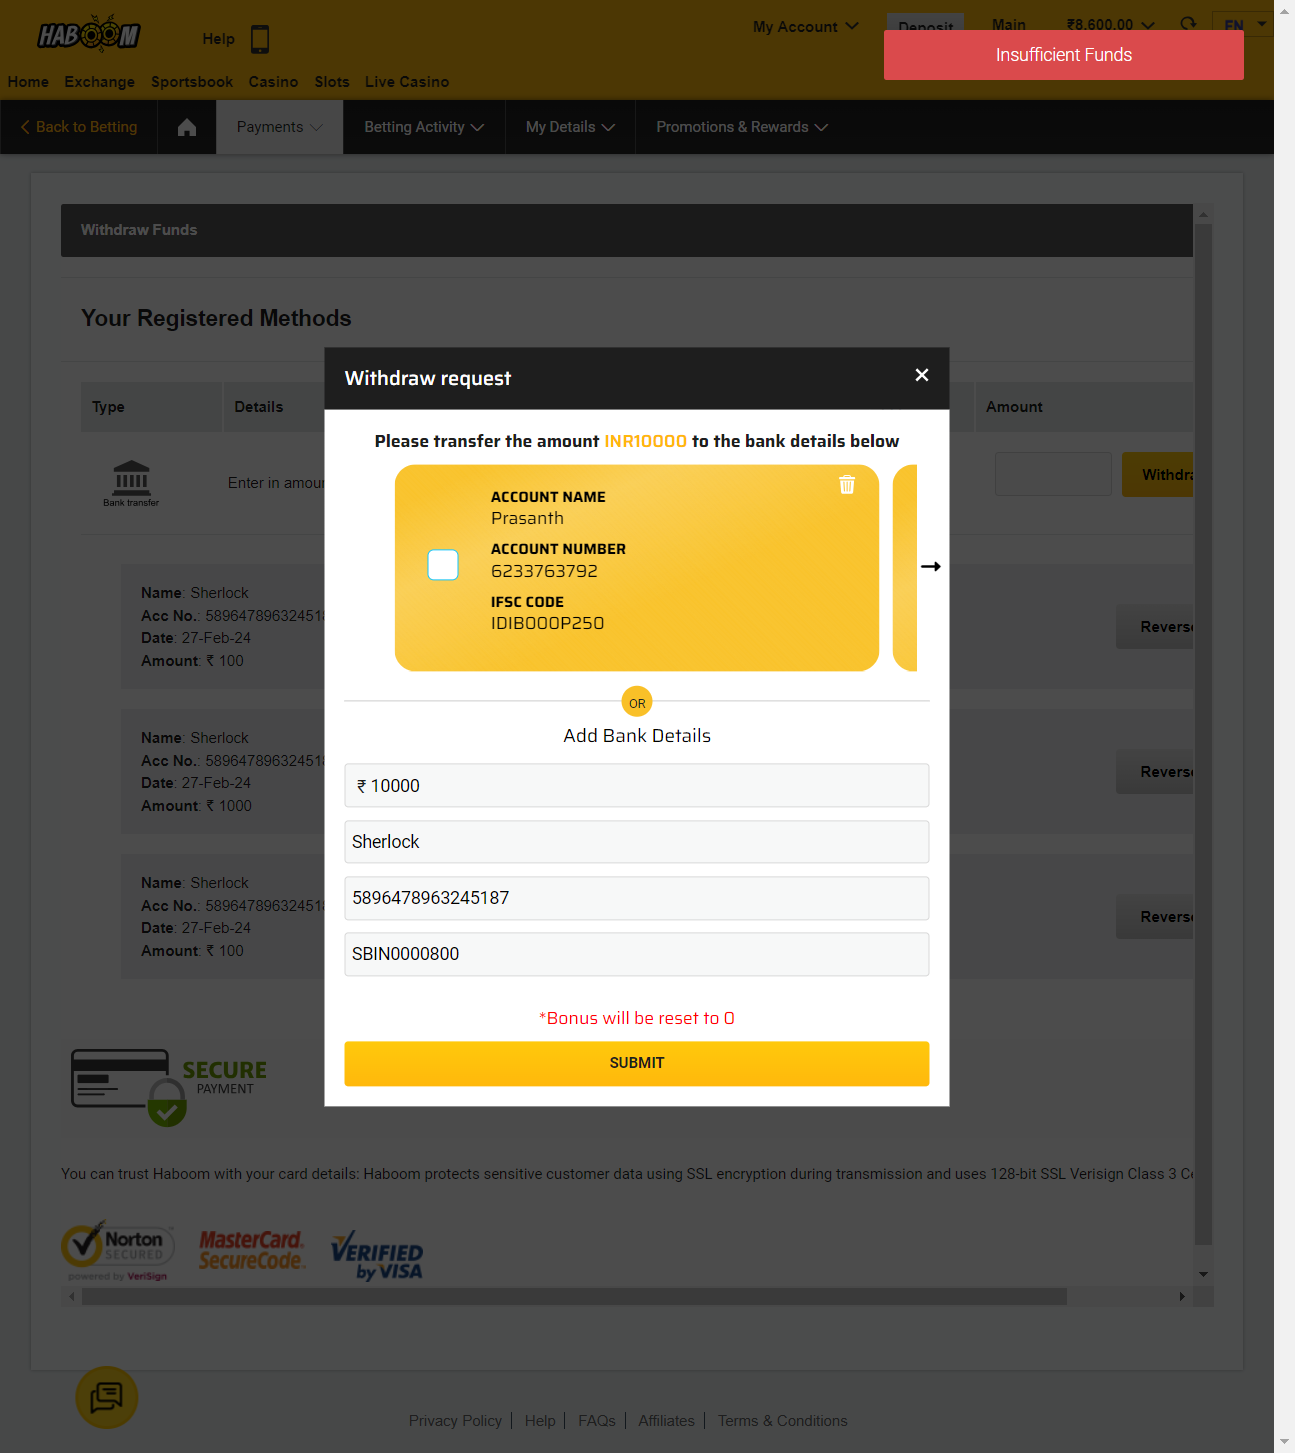 HABOOM
Help
My Account
Deposit
Main
₹8,600.00
EN
Insufficient Funds
Home Exchange Sportsbook Casino Slots Live Casino
Back to Betting
Payments
Betting Activity
My Details
Promotions & Rewards
Withdraw Funds
Your Registered Methods
Type
Details
Amount
Bank transfer
Enter in amour
Withdra
Name: Sherlock
Acc No.: 5896478963245187
Date: 27-Feb-24
Amount: ₹ 100
Reverse
Name: Sherlock
Acc No.: 5896478963245187
Date: 27-Feb-24
Amount: ₹ 1000
Reverse
Name: Sherlock
Acc No.: 5896478963245187
Date: 27-Feb-24
Amount: ₹ 100
Reverse
Withdraw request
Please transfer the amount INR10000 to the bank details below
ACCOUNT NAME
Prasanth
ACCOUNT NUMBER
6233763792
IFSC CODE
IDIB000P250
OR
Add Bank Details
₹ 10000
Sherlock
5896478963245187
SBIN0000800
*Bonus will be reset to 0
SUBMIT
SECURE
PAYMENT
You can trust Haboom with your card details: Haboom protects sensitive customer data using SSL encryption during transmission and uses 128-bit SSL Verisign Class 3 Ce
Norton
SECURED
powered by VeriSign
MasterCard.
SecureCode.
VERIFIED
by VISA
Privacy Policy | Help | FAQs | Affiliates | Terms & Conditions